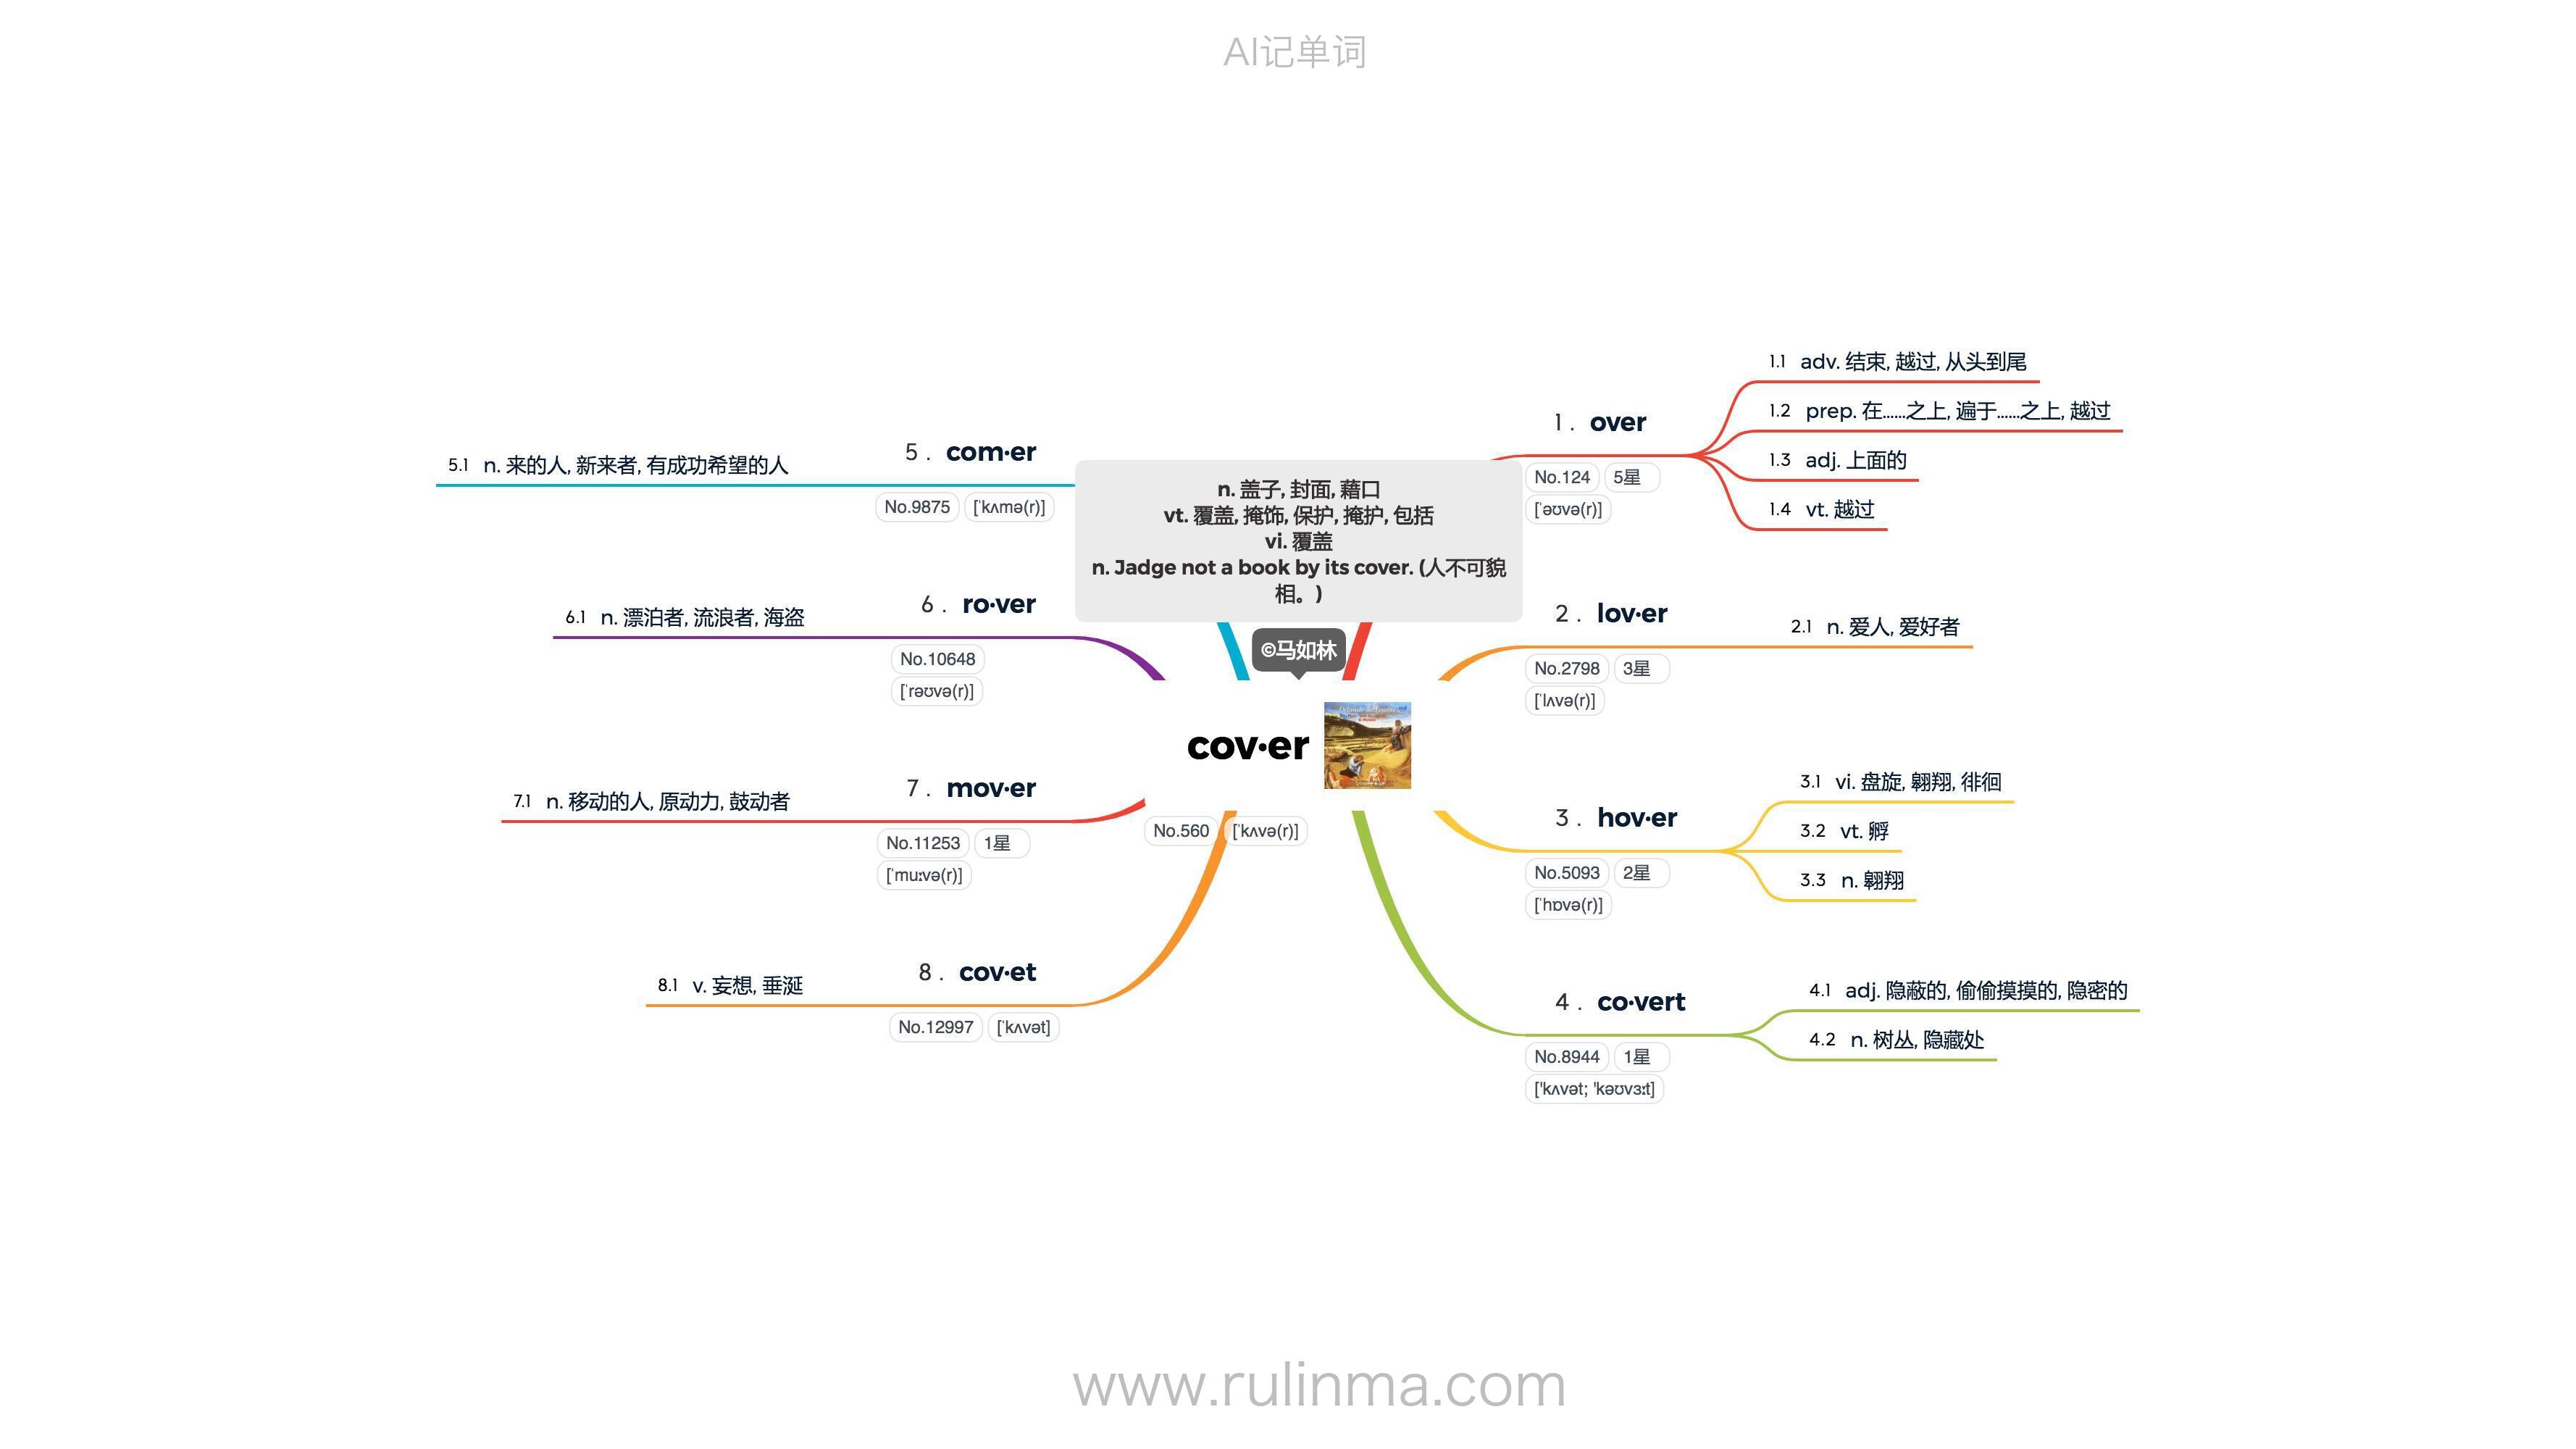 AI记单词
n. 盖子, 封面, 藉口
vt. 覆盖, 掩饰, 保护, 掩护, 包括
vi. 覆盖
n. Jadge not a book by its cover. (人不可貌
相。)
©马如林
cov·er
No.560 [ˈkʌvə(r)]
1 . over
No.124 5星
[ˈəʊvə(r)]
1.1 adv. 结束, 越过, 从头到尾
1.2 prep. 在……之上, 遍于……之上, 越过
1.3 adj. 上面的
1.4 vt. 越过
2 . lov·er
No.2798 3星
[ˈlʌvə(r)]
2.1 n. 爱人, 爱好者
3 . hov·er
No.5093 2星
[ˈhɒvə(r)]
3.1 vi. 盘旋, 翱翔, 徘徊
3.2 vt. 孵
3.3 n. 翱翔
4 . co·vert
No.8944 1星
['kʌvət; 'kəʊvɜːt]
4.1 adj. 隐蔽的, 偷偷摸摸的, 隐密的
4.2 n. 树丛, 隐藏处
5 . com·er
No.9875 [ˈkʌmə(r)]
5.1 n. 来的人, 新来者, 有成功希望的人
6 . ro·ver
No.10648
[ˈrəʊvə(r)]
6.1 n. 漂泊者, 流浪者, 海盗
7 . mov·er
No.11253 1星
[ˈmuːvə(r)]
7.1 n. 移动的人, 原动力, 鼓动者
8 . cov·et
No.12997 [ˈkʌvət]
8.1 v. 妄想, 垂涎
www.rulinma.com